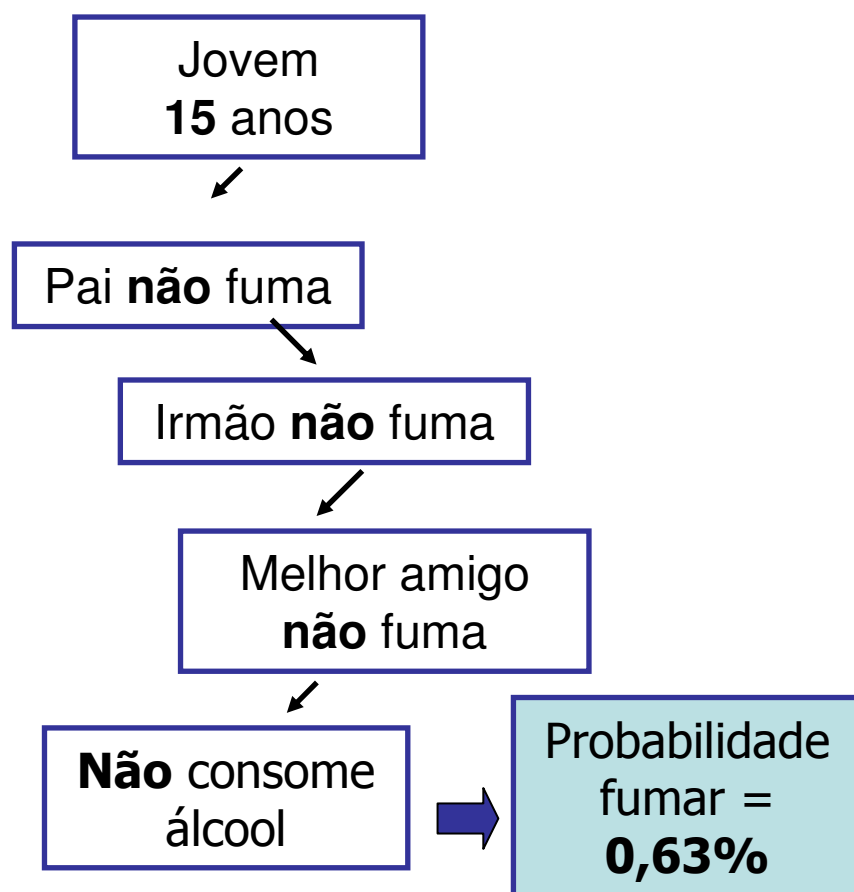 Jovem
15 anos
Pai não fuma
Irmão não fuma
Melhor amigo
não fuma
Não consome
álcool
Probabilidade
fumar =
0,63%